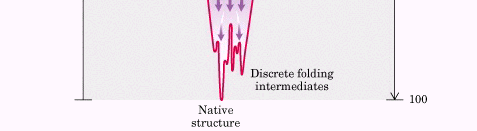 Discrete folding
intermediates
100
Native
structure